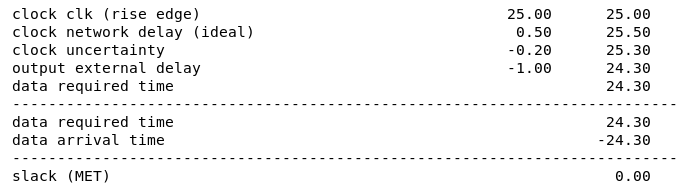 clock clk (rise edge) 25.00 25.00
clock network delay (ideal) 0.50 25.50
clock uncertainty -0.20 25.30
output external delay -1.00 24.30
data required time 24.30
--------------------------------------------------------------------------
data required time 24.30
data arrival time -24.30
--------------------------------------------------------------------------
slack (MET) 0.00